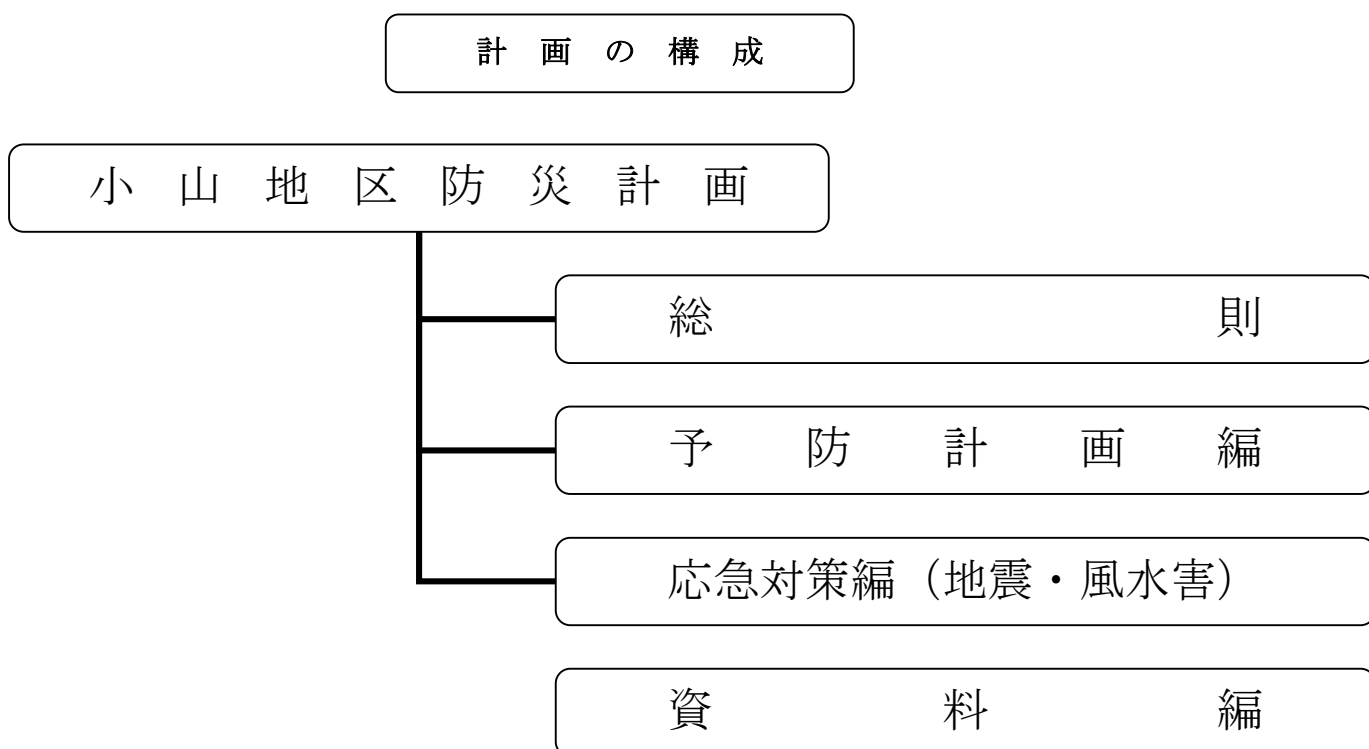 計画の構成
小山地区防災計画
総則
予防計画編
応急対策編（地震・風水害）
資料編